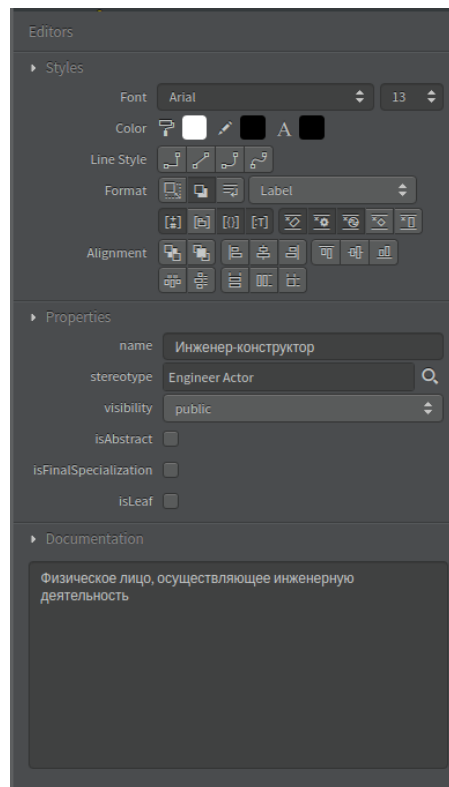 Editors
Styles
Font Arial 13
Color A
Line Style
Format Label
Alignment
Properties
name Инженер-конструктор
stereotype Engineer Actor
visibility public
isAbstract
isFinalSpecialization
isLeaf
Documentation
Физическое лицо, осуществляющее инженерную
деятельность